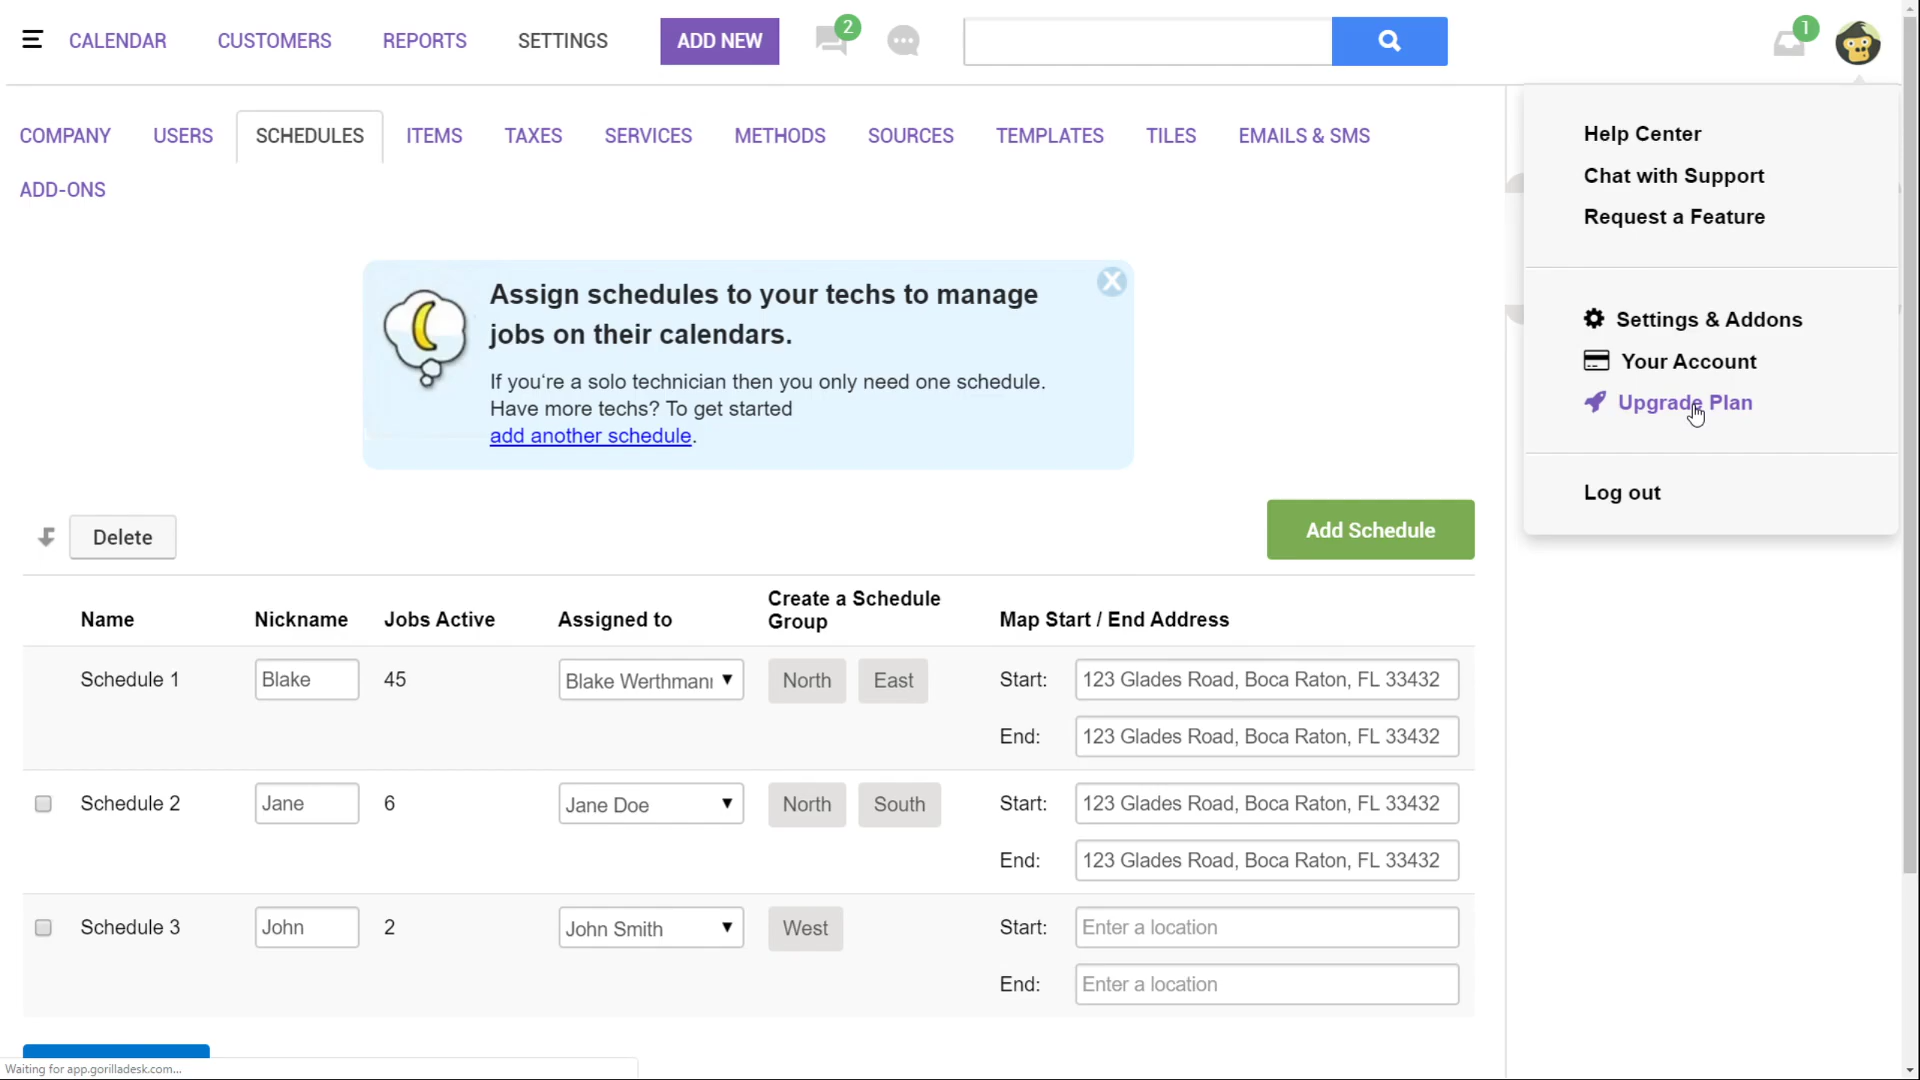 CALENDAR CUSTOMERS REPORTS SETTINGS ADD NEW 2 1
COMPANY USERS SCHEDULES ITEMS TAXES SERVICES METHODS SOURCES TEMPLATES TILES EMAILS & SMS
ADD-ONS
Help Center
Chat with Support
Request a Feature
Settings & Addons
Your Account
Upgrade Plan
Log out
Assign schedules to your techs to manage
jobs on their calendars.
If you're a solo technician then you only need one schedule.
Have more techs? To get started
add another schedule.
Delete Add Schedule
Name Nickname Jobs Active Assigned to Create a Schedule
Group Map Start / End Address
Schedule 1 Blake 45 Blake Werthmann North East Start: 123 Glades Road, Boca Raton, FL 33432
End: 123 Glades Road, Boca Raton, FL 33432
Schedule 2 Jane 6 Jane Doe North South Start: 123 Glades Road, Boca Raton, FL 33432
End: 123 Glades Road, Boca Raton, FL 33432
Schedule 3 John 2 John Smith West Start: Enter a location
End: Enter a location
Waiting for app.gorilladesk.com...